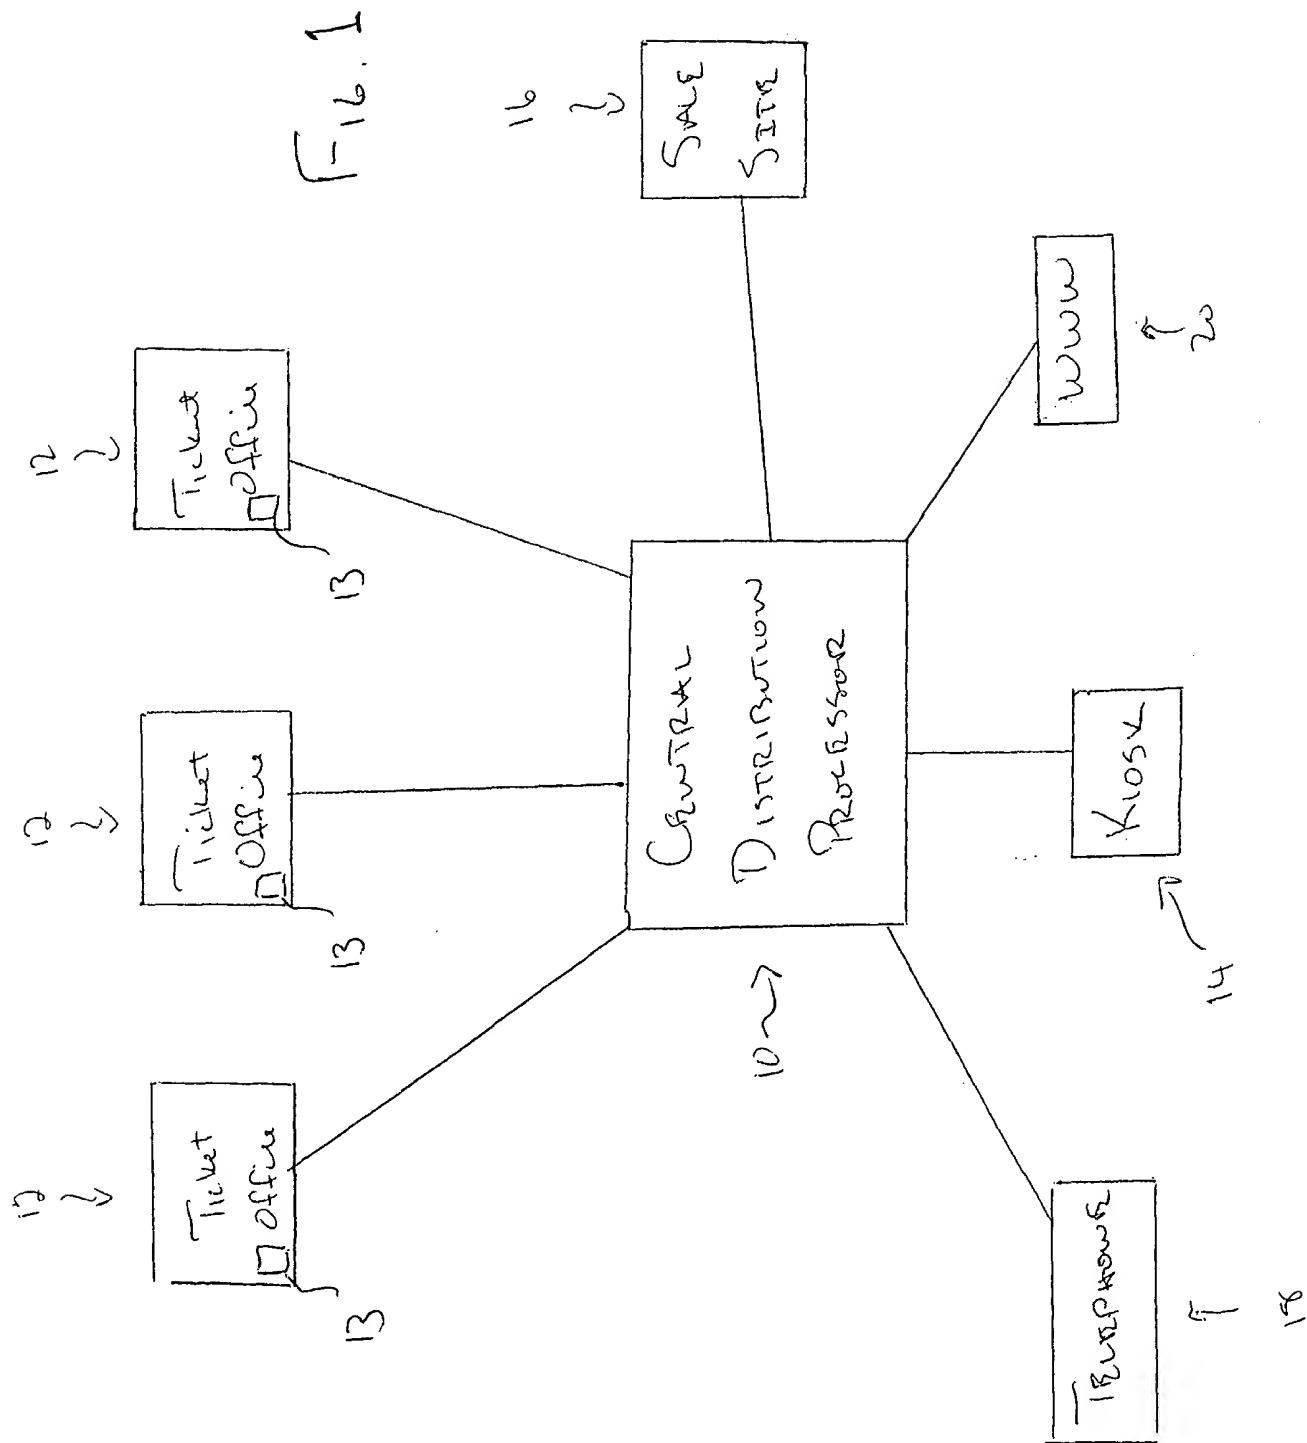 Fig. 1
12
Ticket
Office
13
12
Ticket
Office
13
12
Ticket
Office
13
16
SALE
SITE
10
CENTRAL
DISTRIBUTION
PROCESSOR
TELEPHONE
18
KIOSK
14
WWW
20